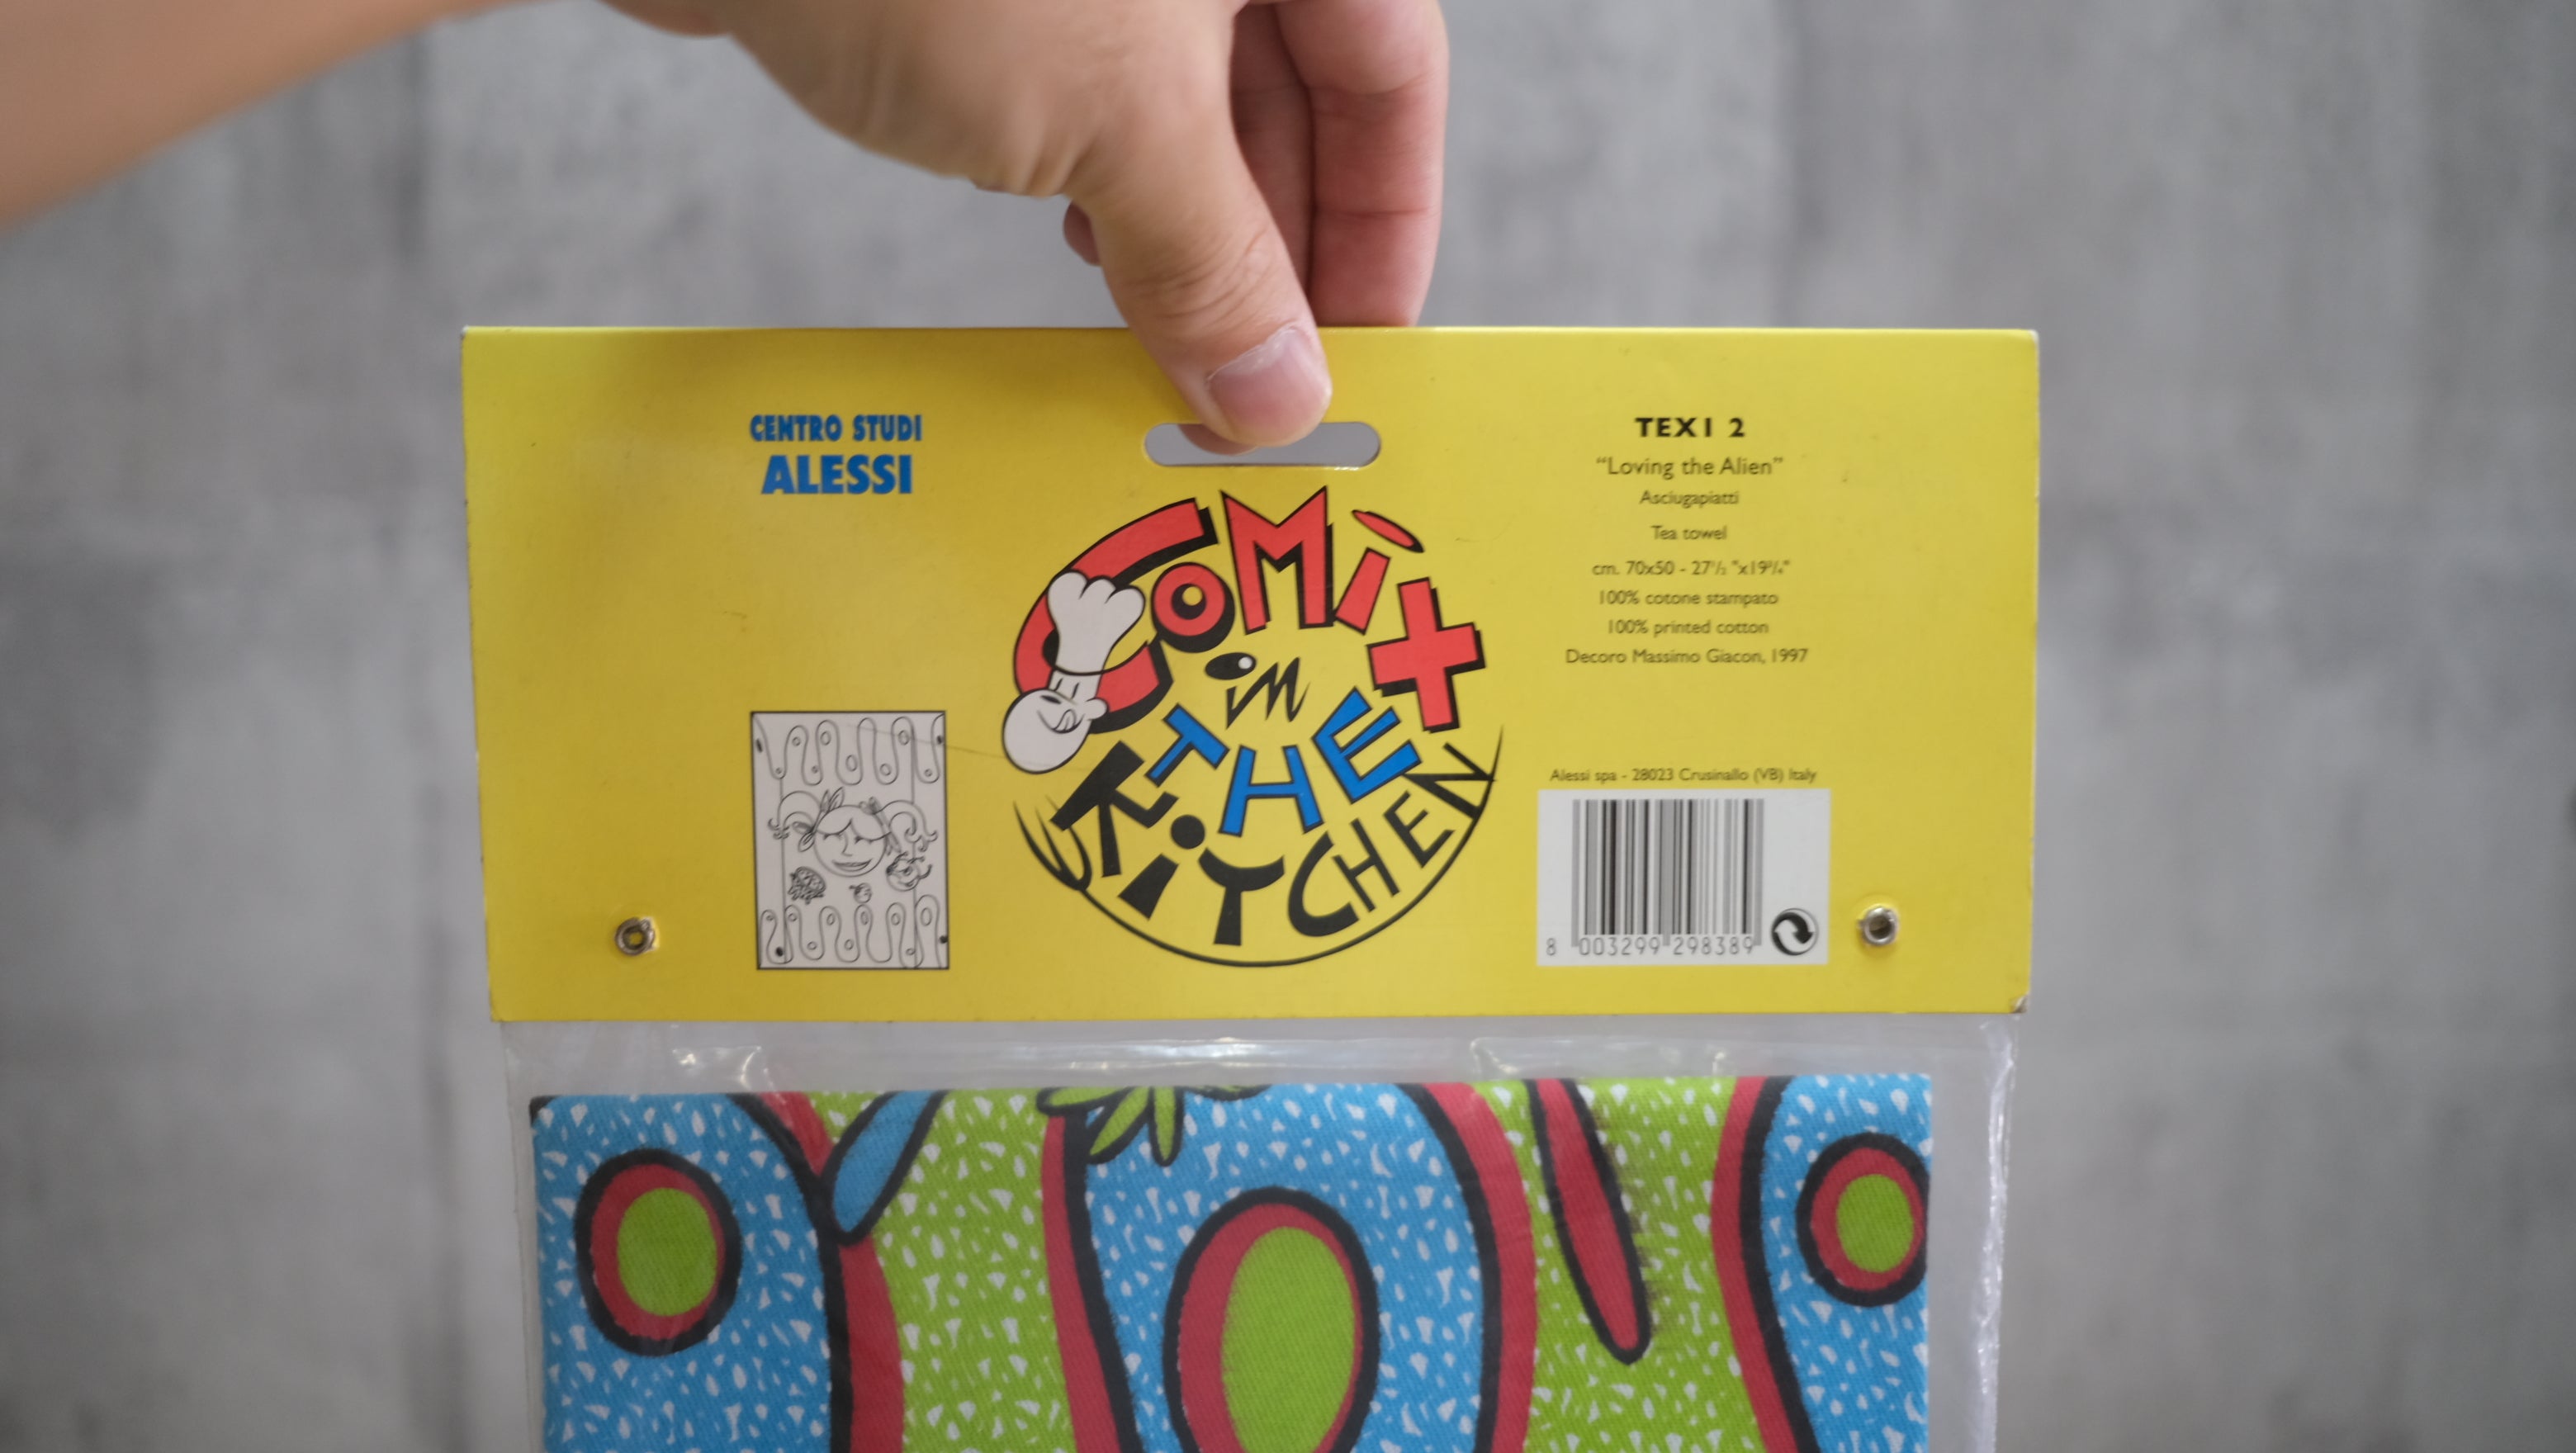 CENTRO STUDI
ALESSI
COMiX
in
THE
KiTCHEN
TEX1 2
“Loving the Alien”
Asciugapiatti
Tea towel
cm. 70x50 - 27½ "x19¾"
100% cotone stampato
100% printed cotton
Decoro Massimo Giacon, 1997
Alessi spa - 28023 Crusinallo (VB) Italy
8 003299 298389